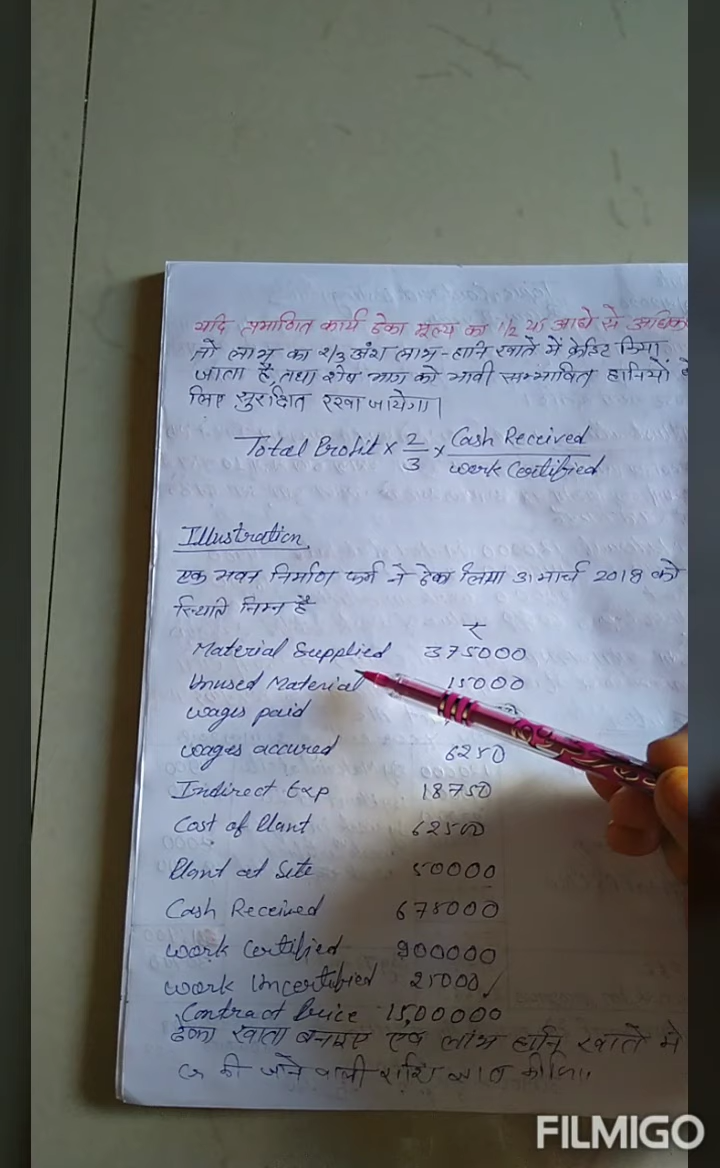 यदि प्रमाणित कार्य ठेका मूल्य का 1/2 या आधे से अधिक
तो लाभ का 2/3 अंश लाभ-हानि खाते में क्रेडिट किया
जाता है, तथा शेष भाग को भावी सम्भावित हानियों के
लिए सुरक्षित रखा जायेगा।
Total Profit × 2/3 × Cash Received / work Certified
Illustration
एक भवन निर्माण फर्म ने ठेका लिया 31 मार्च 2018 को
स्थिति निम्न है
₹
Material Supplied 375000
Unused Material 15000
wages paid
wages accured 6250
Indirect Exp 18750
Cost of Plant 62500
Plant at Site 50000
Cash Received 675000
work Certified 900000
work Uncertified 25000
Contract Price 15,00000
ठेका खाता बनाइए एवं लाभ हानि खाते मे
Cr की जाने वाली राशि ज्ञात कीजिए।
FILMIGO